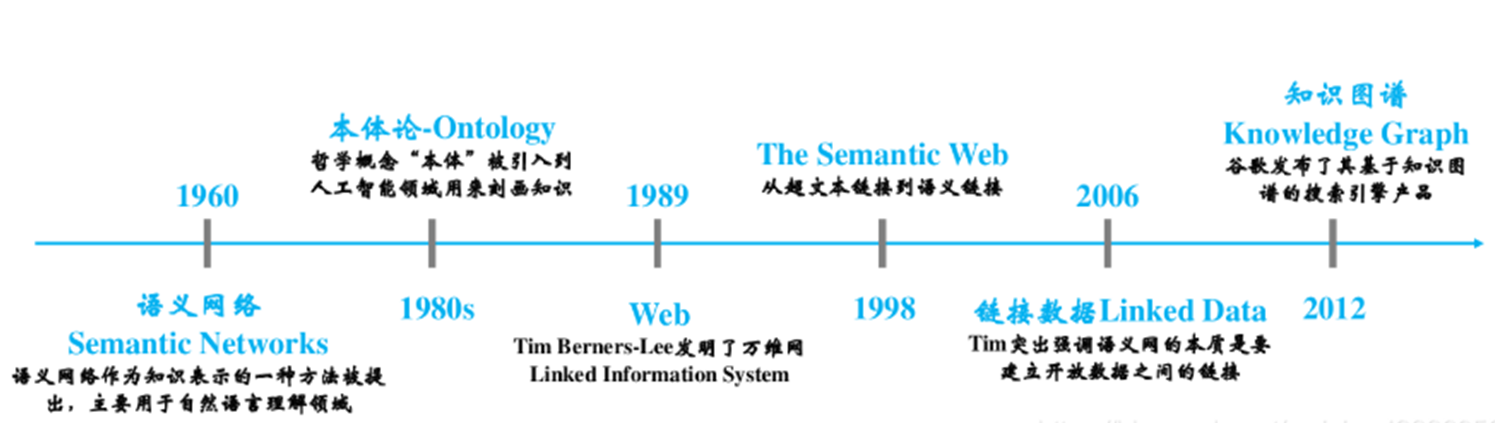 1960
语义网络
Semantic Networks
语义网络作为知识表示的一种方法被提
出，主要用于自然语言理解领域
本体论-Ontology
哲学概念“本体”被引入到
人工智能领域用来刻画知识
1980s
1989
Web
Tim Berners-Lee发明了万维网
Linked Information System
The Semantic Web
从超文本链接到语义链接
1998
2006
链接数据Linked Data
Tim突出强调语义网的本质是要
建立开放数据之间的链接
知识图谱
Knowledge Graph
谷歌发布了其基于知识图
谱的搜索引擎产品
2012